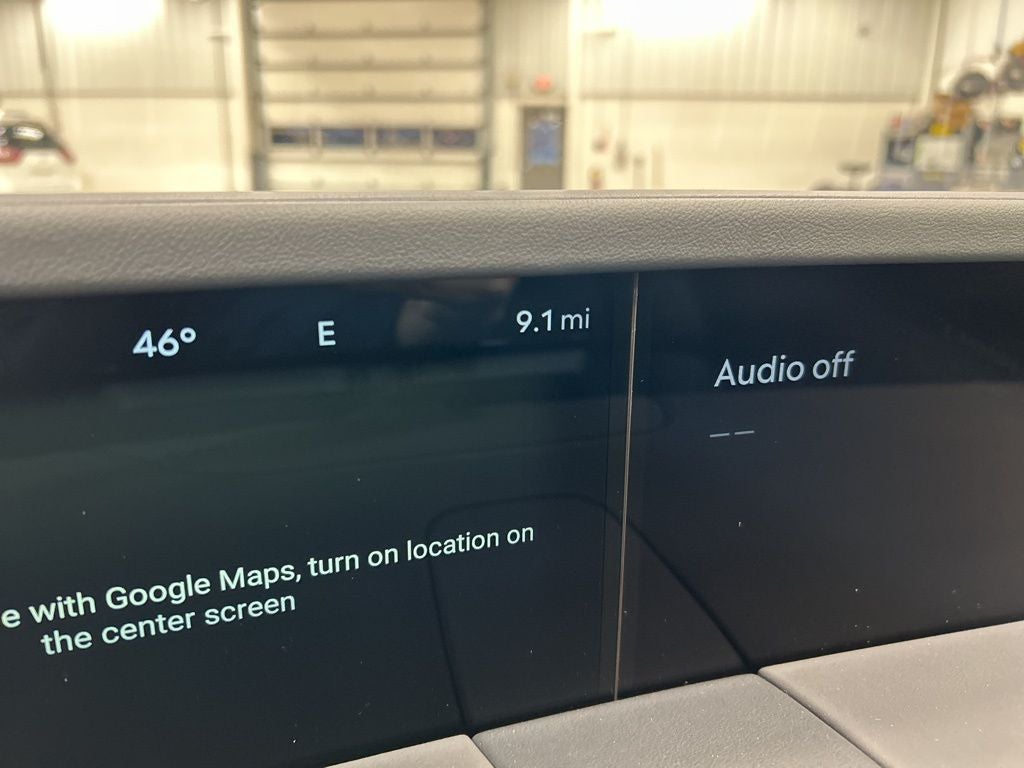 46° E 9.1 mi
Audio off
--
e with Google Maps, turn on location on
the center screen